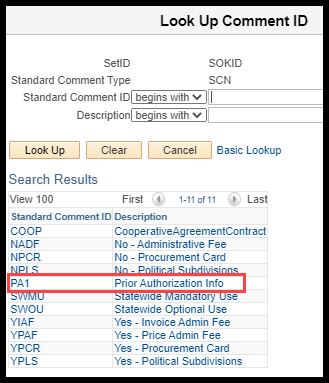 Look Up Comment ID
SetID SOKID
Standard Comment Type SCN
Standard Comment ID begins with
Description begins with
Look Up Clear Cancel Basic Lookup
Search Results
View 100 First 1-11 of 11 Last
Standard Comment ID Description
COOP CooperativeAgreementContract
NADF No - Administrative Fee
NPCR No - Procurement Card
NPLS No - Political Subdivisions
PA1 Prior Authorization Info
SWMU Statewide Mandatory Use
SWOU Statewide Optional Use
YIAF Yes - Invoice Admin Fee
YPAF Yes - Price Admin Fee
YPCR Yes - Procurement Card
YPLS Yes - Political Subdivisions